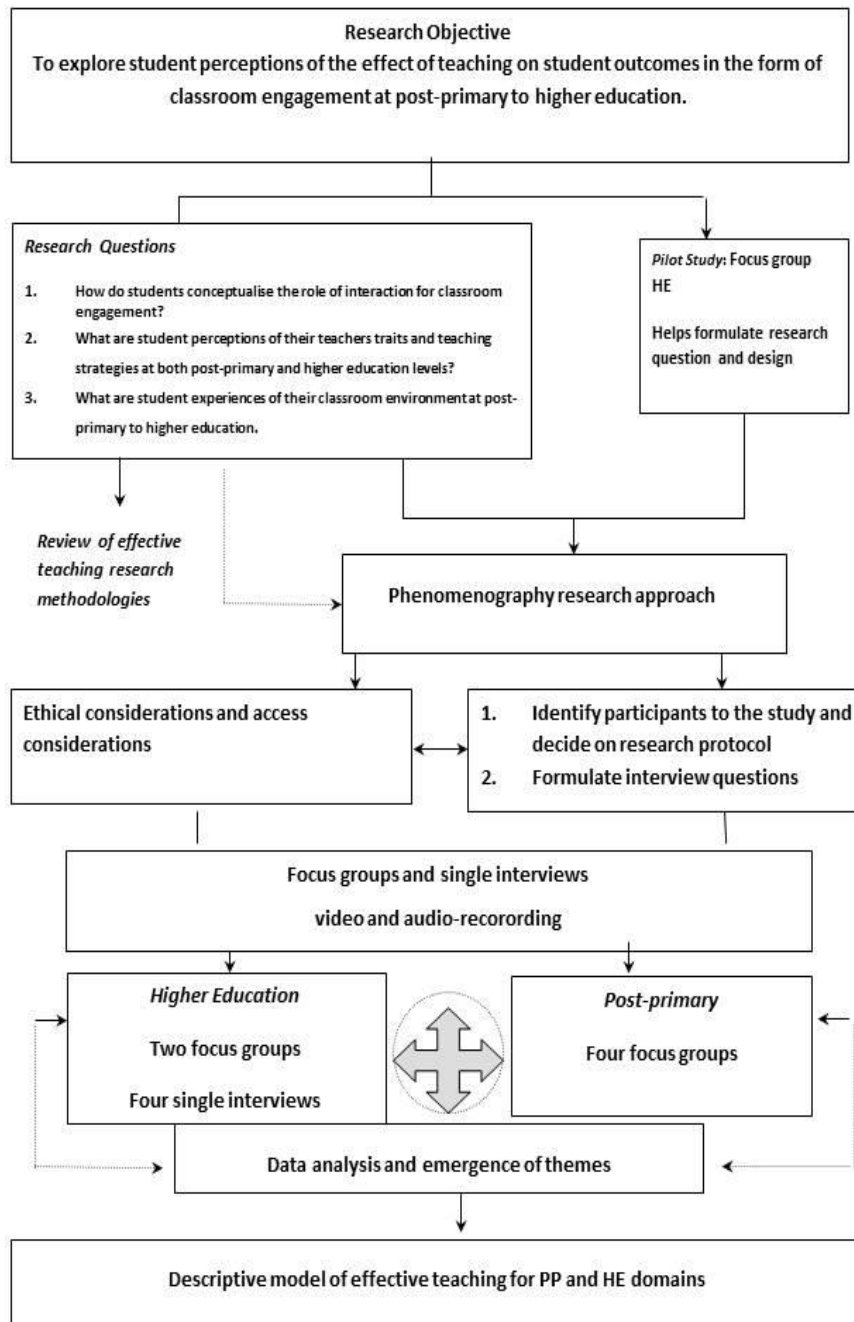 Research Objective
To explore student perceptions of the effect of teaching on student outcomes in the form of
classroom engagement at post-primary to higher education.
Research Questions
1. How do students conceptualise the role of interaction for classroom
engagement?
2. What are student perceptions of their teachers traits and teaching
strategies at both post-primary and higher education levels?
3. What are student experiences of their classroom environment at post-
primary to higher education.
Pilot Study: Focus group
HE
Helps formulate research
question and design
Review of effective
teaching research
methodologies
Phenomenography research approach
Ethical considerations and access
considerations
1. Identify participants to the study and
decide on research protocol
2. Formulate interview questions
Focus groups and single interviews
video and audio-recorording
Higher Education
Two focus groups
Four single interviews
Post-primary
Four focus groups
Data analysis and emergence of themes
Descriptive model of effective teaching for PP and HE domains